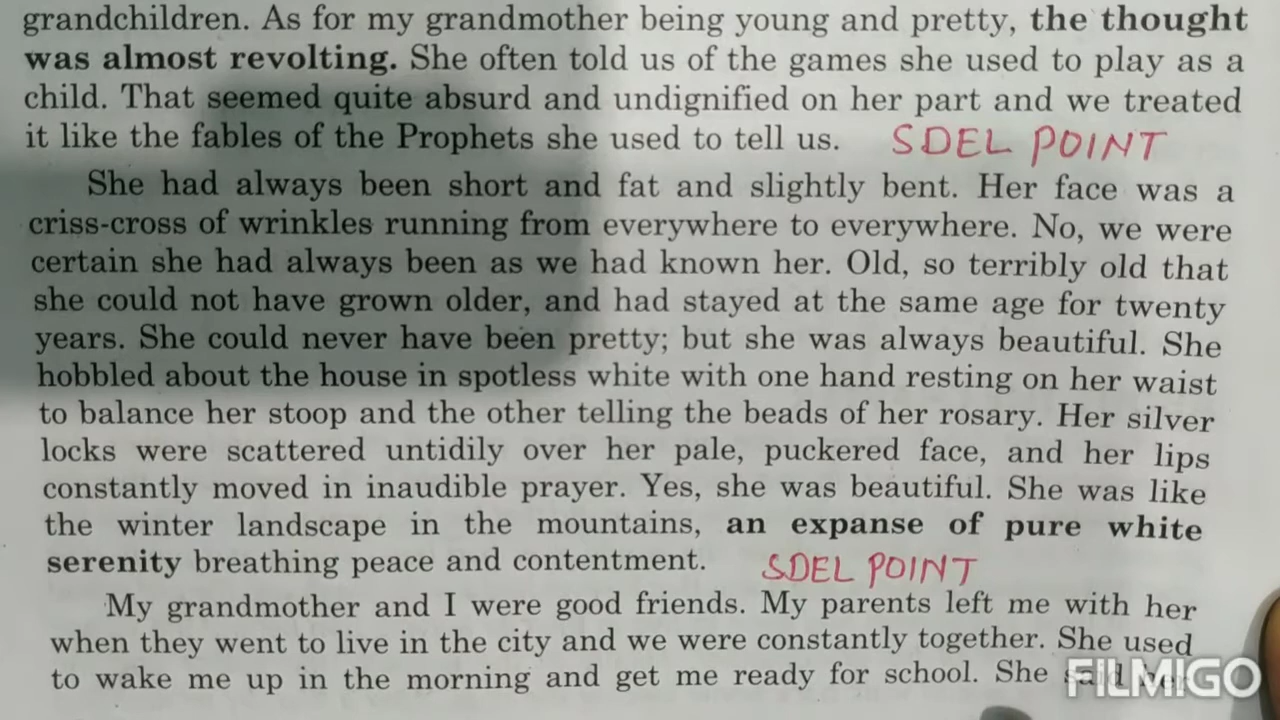 grandchildren. As for my grandmother being young and pretty, the thought
was almost revolting. She often told us of the games she used to play as a
child. That seemed quite absurd and undignified on her part and we treated
it like the fables of the Prophets she used to tell us. SDEL POINT
She had always been short and fat and slightly bent. Her face was a
criss-cross of wrinkles running from everywhere to everywhere. No, we were
certain she had always been as we had known her. Old, so terribly old that
she could not have grown older, and had stayed at the same age for twenty
years. She could never have been pretty; but she was always beautiful. She
hobbled about the house in spotless white with one hand resting on her waist
to balance her stoop and the other telling the beads of her rosary. Her silver
locks were scattered untidily over her pale, puckered face, and her lips
constantly moved in inaudible prayer. Yes, she was beautiful. She was like
the winter landscape in the mountains, an expanse of pure white
serenity breathing peace and contentment. SDEL POINT
My grandmother and I were good friends. My parents left me with her
when they went to live in the city and we were constantly together. She used
to wake me up in the morning and get me ready for school. She said her
FILMIGO